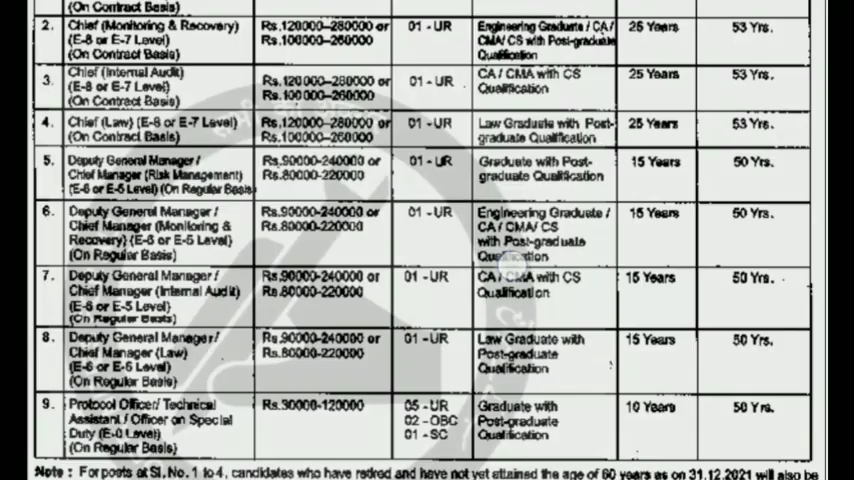 (On Contract Basis)
2. Chief (Monitoring & Recovery) Rs.120000–280000 or 01 - UR Engineering Graduate / CA / 25 Years 53 Yrs.
(E-8 or E-7 Level) Rs.100000–260000 CMA/ CS with Post-graduate
(On Contract Basis) Qualification
3. Chief (Internal Audit) Rs.120000–280000 or 01 - UR CA / CMA with CS 25 Years 53 Yrs.
(E-8 or E-7 Level) Rs.100000–260000 Qualification
(On Contract Basis)
4. Chief (Law) (E-8 or E-7 Level) Rs.120000–280000 or 01 - UR Law Graduate with Post- 25 Years 53 Yrs.
(On Contract Basis) Rs.100000–260000 graduate Qualification
5. Deputy General Manager / Rs.90000-240000 or 01 - UR Graduate with Post- 15 Years 50 Yrs.
Chief Manager (Risk Management) Rs.80000-220000 graduate Qualification
(E-6 or E-5 Level) (On Regular Basis
6. Deputy General Manager / Rs.90000-240000 or 01 - UR Engineering Graduate / 15 Years 50 Yrs.
Chief Manager (Monitoring & Rs.80000-220000 CA / CMA/ CS
Recovery) (E-6 or E-5 Level) with Post-graduate
(On Regular Basis) Qualification
7. Deputy General Manager / Rs.90000-240000 or 01 - UR CA / CMA with CS 15 Years 50 Yrs.
Chief Manager (Internal Audit) Rs.80000-220000 Qualification
(E-6 or E-5 Level)
(On Regular Basis)
8. Deputy General Manager/ Rs.90000-240000 or 01 - UR Law Graduate with 15 Years 50 Yrs.
Chief Manager (Law) Rs.80000-220000 Post-graduate
(E-6 or E-5 Level) Qualification
(On Regular Basis)
9. Protocol Officer/ Technical Rs.30000-120000 05 - UR Graduate with 10 Years 50 Yrs.
Assistant / Officer on Special 02 - OBC Post-graduate
Duty (E-0 Level) 01 - SC Qualification
(On Regular Basis)
Note : For posts at Sl. No. 1 to 4, candidates who have retired and have not yet attained the age of 60 years as on 31.12.2021 will also be